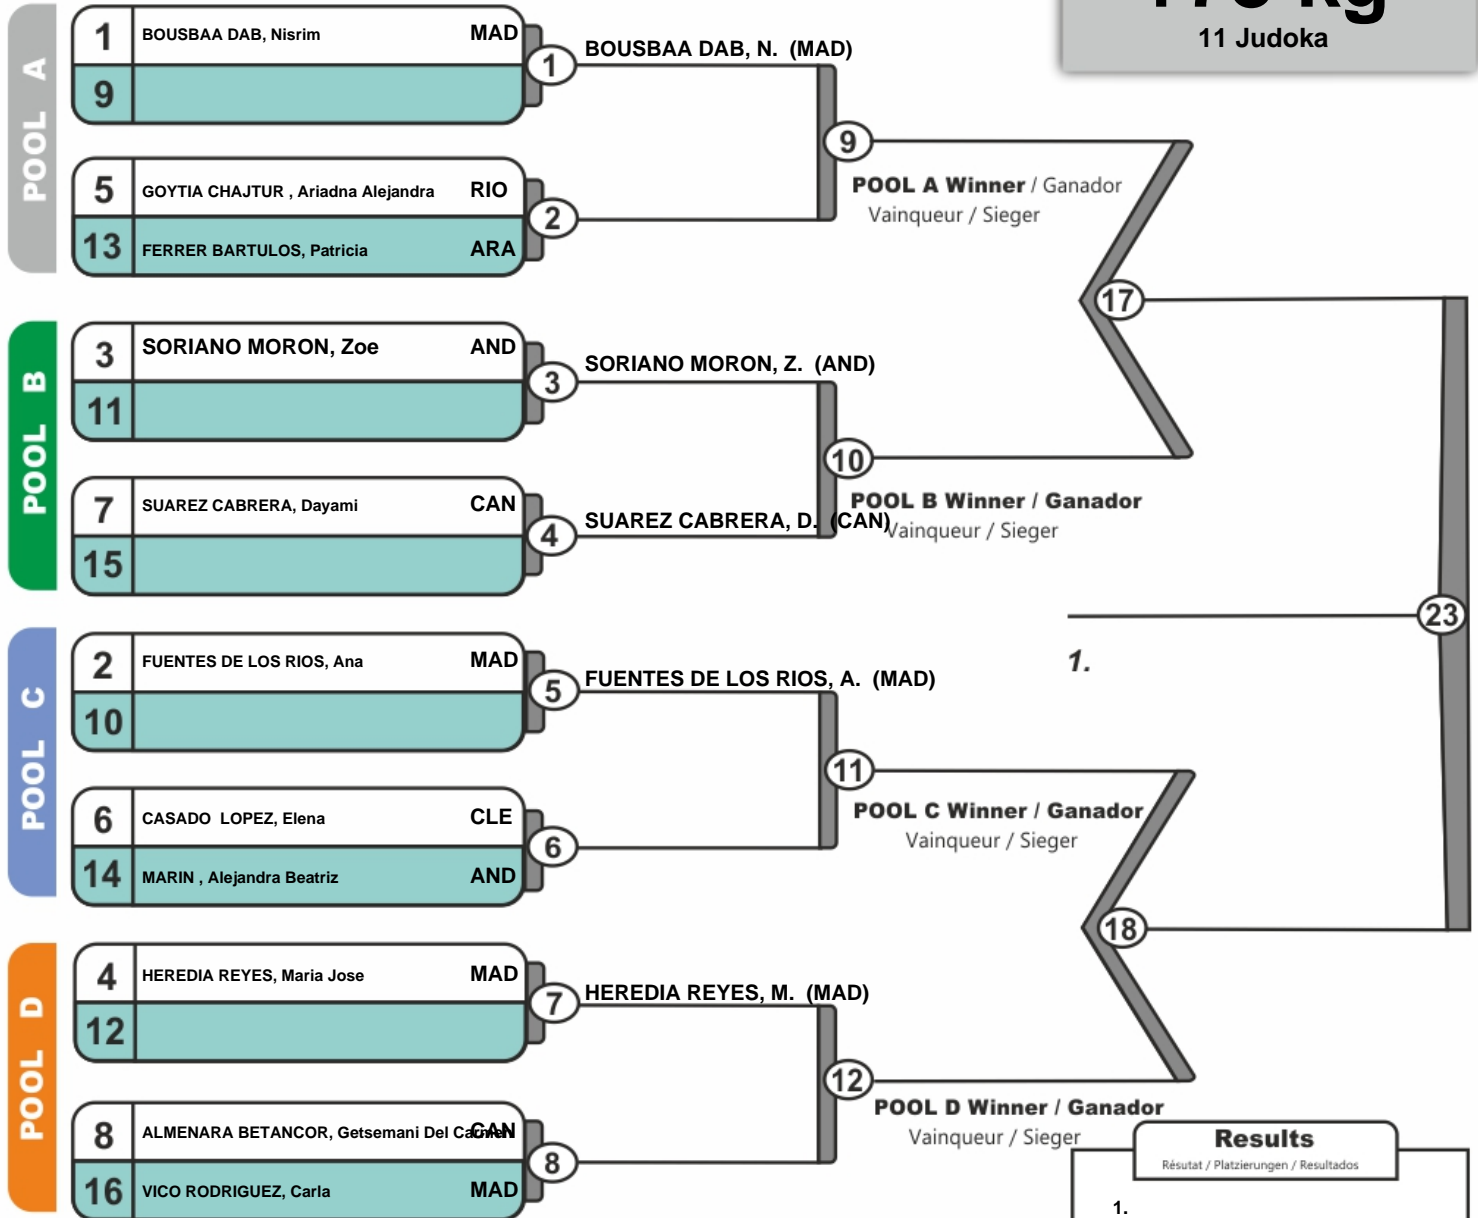 11 Judoka
POOL A
1 BOUSBAA DAB, Nisrim MAD
9
1
BOUSBAA DAB, N. (MAD)
5 GOYTIA CHAJTUR , Ariadna Alejandra RIO
13 FERRER BARTULOS, Patricia ARA
2
9
POOL A Winner / Ganador
Vainqueur / Sieger
POOL B
3 SORIANO MORON, Zoe AND
11
3
SORIANO MORON, Z. (AND)
7 SUAREZ CABRERA, Dayami CAN
15
4
SUAREZ CABRERA, D. (CAN)
10
POOL B Winner / Ganador
Vainqueur / Sieger
17
23
1.
POOL C
2 FUENTES DE LOS RIOS, Ana MAD
10
5
FUENTES DE LOS RIOS, A. (MAD)
6 CASADO LOPEZ, Elena CLE
14 MARIN , Alejandra Beatriz AND
6
11
POOL C Winner / Ganador
Vainqueur / Sieger
18
POOL D
4 HEREDIA REYES, Maria Jose MAD
12
7
HEREDIA REYES, M. (MAD)
8 ALMENARA BETANCOR, Getsemani Del Carmen CAN
16 VICO RODRIGUEZ, Carla MAD
8
12
POOL D Winner / Ganador
Vainqueur / Sieger
Results
Résutat / Platzierungen / Resultados
1.